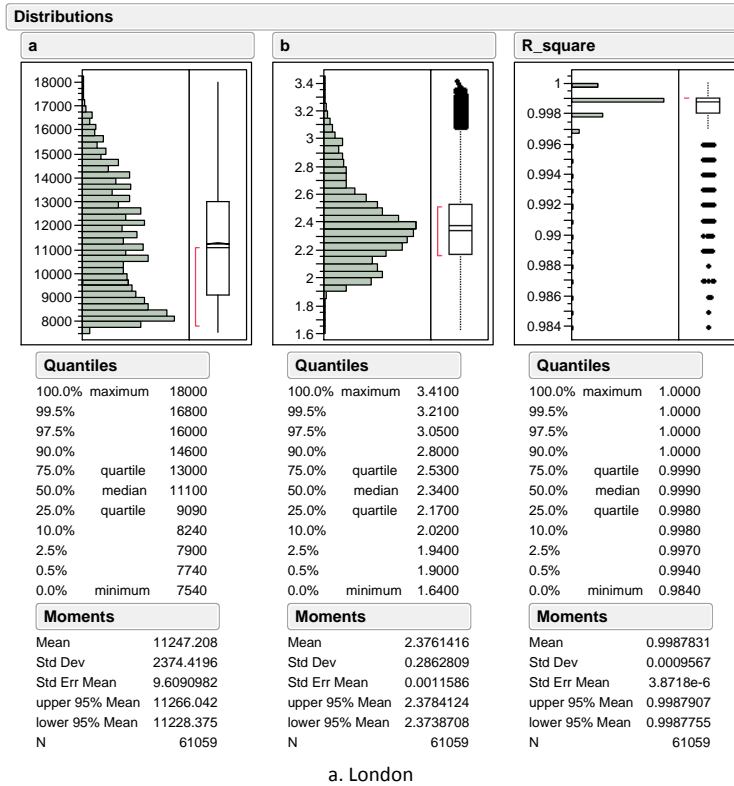 Distributions
a
18000
17000
16000
15000
14000
13000
12000
11000
10000
9000
8000
Quantiles
100.0% maximum 18000
99.5% 16800
97.5% 16000
90.0% 14600
75.0% quartile 13000
50.0% median 11100
25.0% quartile 9090
10.0% 8240
2.5% 7900
0.5% 7740
0.0% minimum 7540
Moments
Mean 11247.208
Std Dev 2374.4196
Std Err Mean 9.6090982
upper 95% Mean 11266.042
lower 95% Mean 11228.375
N 61059
b
3.4
3.2
3
2.8
2.6
2.4
2.2
2
1.8
1.6
Quantiles
100.0% maximum 3.4100
99.5% 3.2100
97.5% 3.0500
90.0% 2.8000
75.0% quartile 2.5300
50.0% median 2.3400
25.0% quartile 2.1700
10.0% 2.0200
2.5% 1.9400
0.5% 1.9000
0.0% minimum 1.6400
Moments
Mean 2.3761416
Std Dev 0.2862809
Std Err Mean 0.0011586
upper 95% Mean 2.3784124
lower 95% Mean 2.3738708
N 61059
R_square
1
0.998
0.996
0.994
0.992
0.99
0.988
0.986
0.984
Quantiles
100.0% maximum 1.0000
99.5% 1.0000
97.5% 1.0000
90.0% 1.0000
75.0% quartile 0.9990
50.0% median 0.9990
25.0% quartile 0.9980
10.0% 0.9980
2.5% 0.9970
0.5% 0.9940
0.0% minimum 0.9840
Moments
Mean 0.9987831
Std Dev 0.0009567
Std Err Mean 3.8718e-6
upper 95% Mean 0.9987907
lower 95% Mean 0.9987755
N 61059
a. London